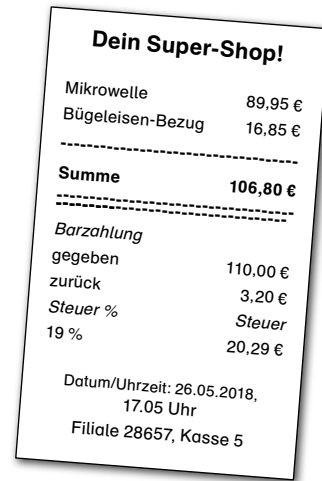 Dein Super-Shop!
Mikrowelle 89,95 €
Bügeleisen-Bezug 16,85 €
Summe 106,80 €
Barzahlung
gegeben 110,00 €
zurück 3,20 €
Steuer % Steuer
19 % 20,29 €
Datum/Uhrzeit: 26.05.2018,
17.05 Uhr
Filiale 28657, Kasse 5